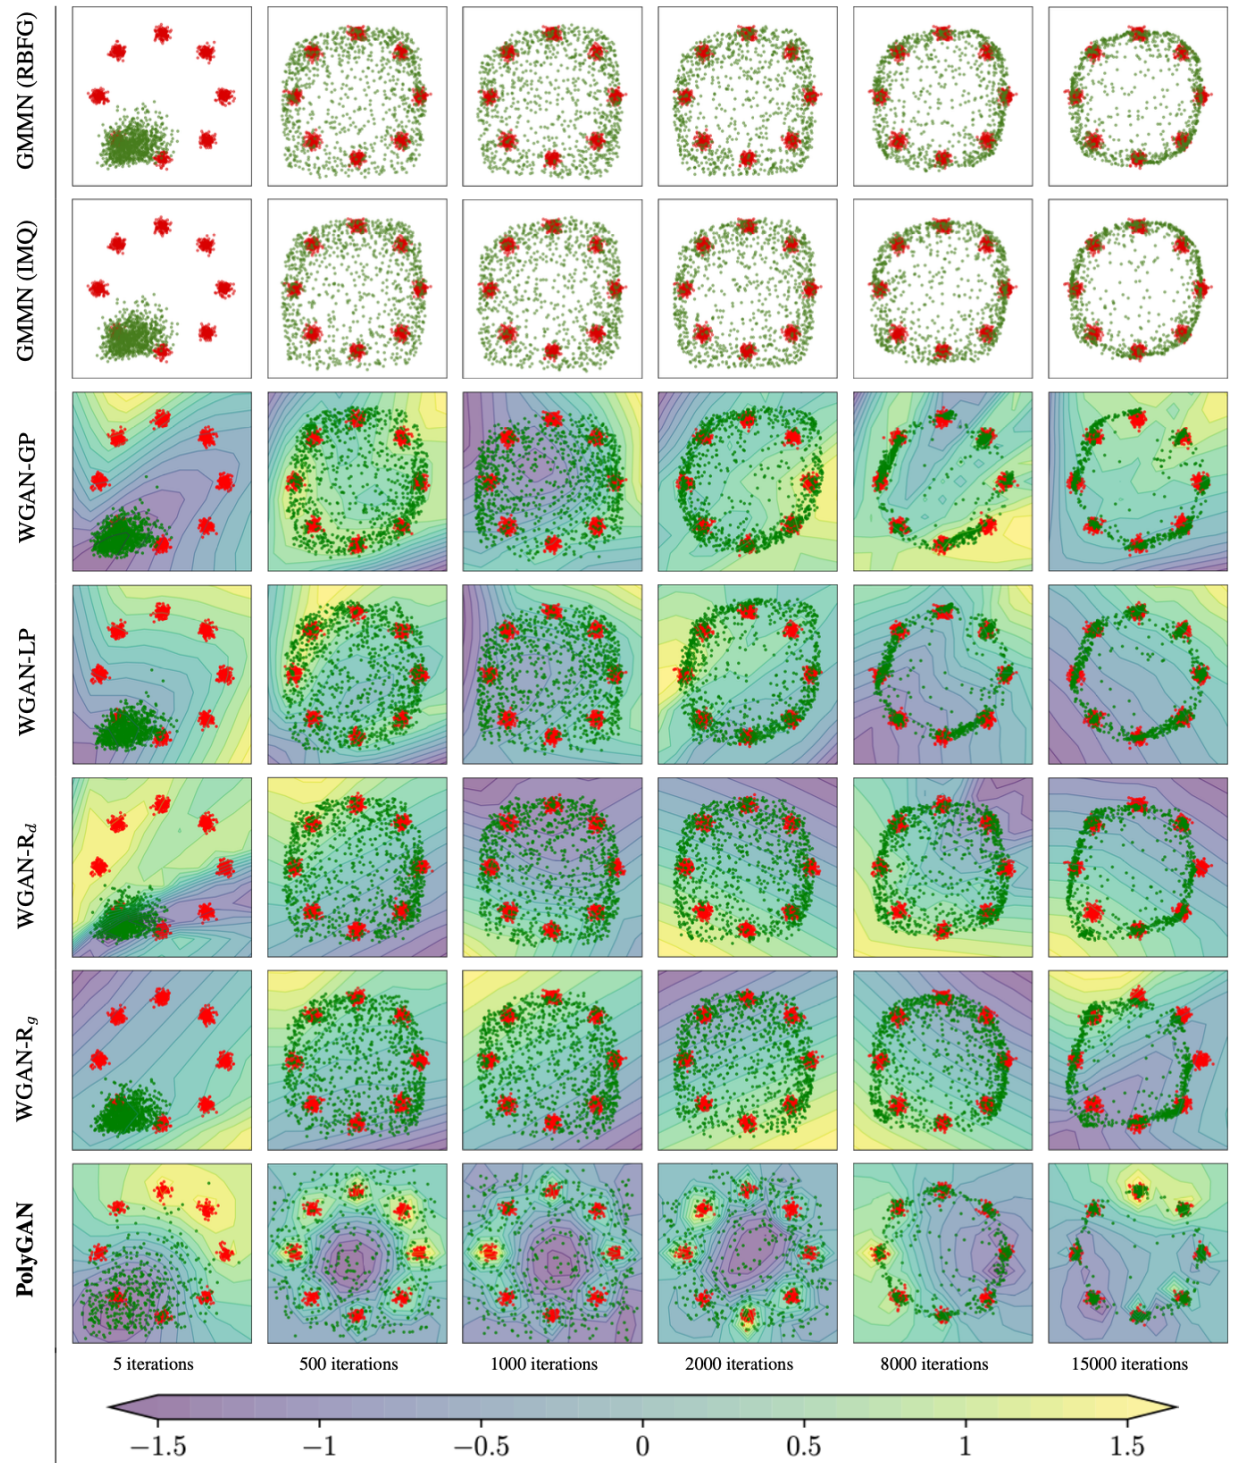 GMMN (RBFG)
GMMN (IMQ)
WGAN-GP
WGAN-LP
WGAN-R_d
WGAN-R_g
PolyGAN
5 iterations 500 iterations 1000 iterations 2000 iterations 8000 iterations 15000 iterations
−1.5 −1 −0.5 0 0.5 1 1.5